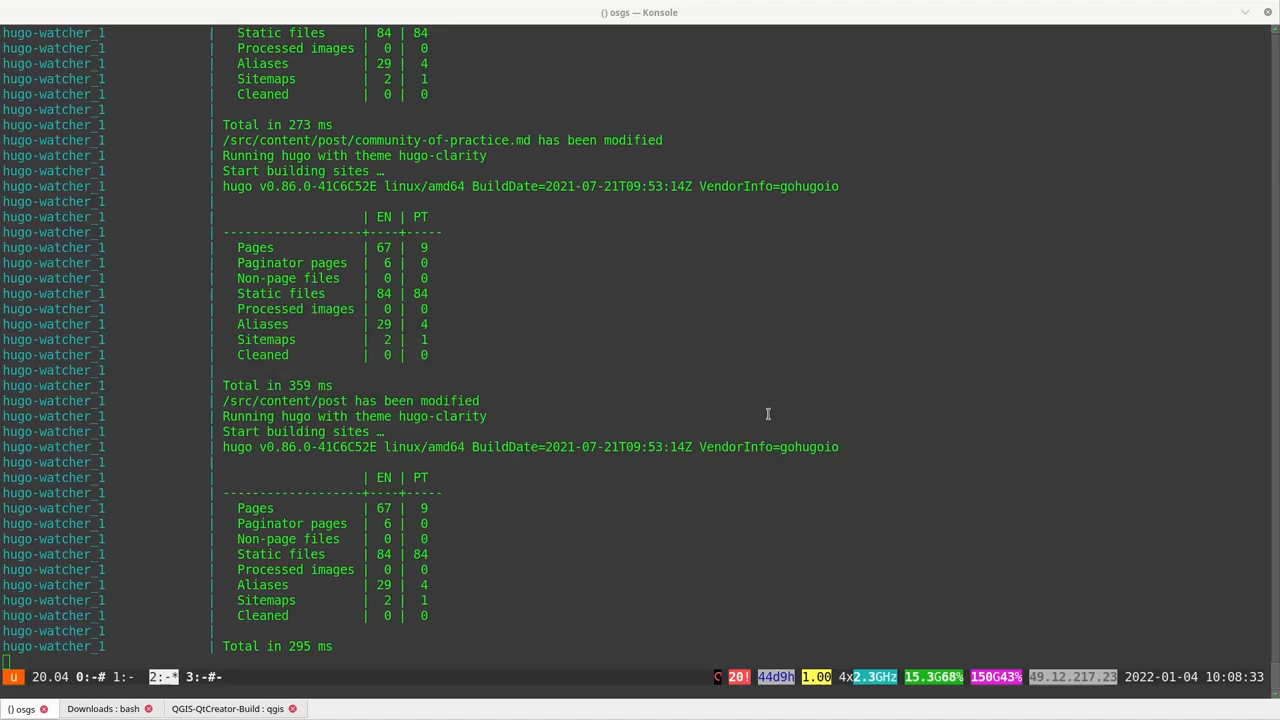 () osgs — Konsole
hugo-watcher_1 | Static files | 84 | 84
hugo-watcher_1 | Processed images | 0 | 0
hugo-watcher_1 | Aliases | 29 | 4
hugo-watcher_1 | Sitemaps | 2 | 1
hugo-watcher_1 | Cleaned | 0 | 0
hugo-watcher_1 |
hugo-watcher_1 | Total in 273 ms
hugo-watcher_1 | /src/content/post/community-of-practice.md has been modified
hugo-watcher_1 | Running hugo with theme hugo-clarity
hugo-watcher_1 | Start building sites …
hugo-watcher_1 | hugo v0.86.0-41C6C52E linux/amd64 BuildDate=2021-07-21T09:53:14Z VendorInfo=gohugoio
hugo-watcher_1 |
hugo-watcher_1 | | EN | PT
hugo-watcher_1 | -------------------+----+-----
hugo-watcher_1 | Pages | 67 | 9
hugo-watcher_1 | Paginator pages | 6 | 0
hugo-watcher_1 | Non-page files | 0 | 0
hugo-watcher_1 | Static files | 84 | 84
hugo-watcher_1 | Processed images | 0 | 0
hugo-watcher_1 | Aliases | 29 | 4
hugo-watcher_1 | Sitemaps | 2 | 1
hugo-watcher_1 | Cleaned | 0 | 0
hugo-watcher_1 |
hugo-watcher_1 | Total in 359 ms
hugo-watcher_1 | /src/content/post has been modified
hugo-watcher_1 | Running hugo with theme hugo-clarity
hugo-watcher_1 | Start building sites …
hugo-watcher_1 | hugo v0.86.0-41C6C52E linux/amd64 BuildDate=2021-07-21T09:53:14Z VendorInfo=gohugoio
hugo-watcher_1 |
hugo-watcher_1 | | EN | PT
hugo-watcher_1 | -------------------+----+-----
hugo-watcher_1 | Pages | 67 | 9
hugo-watcher_1 | Paginator pages | 6 | 0
hugo-watcher_1 | Non-page files | 0 | 0
hugo-watcher_1 | Static files | 84 | 84
hugo-watcher_1 | Processed images | 0 | 0
hugo-watcher_1 | Aliases | 29 | 4
hugo-watcher_1 | Sitemaps | 2 | 1
hugo-watcher_1 | Cleaned | 0 | 0
hugo-watcher_1 |
hugo-watcher_1 | Total in 295 ms
u 20.04 0:-# 1:- 2:-* 3:-#- 20! 44d9h 1.00 4x2.3GHz 15.3G68% 150G43% 49.12.217.23 2022-01-04 10:08:33
() osgs Downloads : bash QGIS-QtCreator-Build : qgis